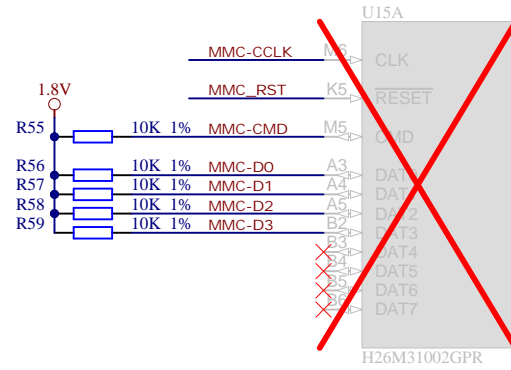 U15A
MMC-CCLK M6 CLK
1.8V MMC_RST K5 RESET
R55 10K 1% MMC-CMD M5 CMD
R56 10K 1% MMC-D0 A3 DAT0
R57 10K 1% MMC-D1 A4 DAT1
R58 10K 1% MMC-D2 A5 DAT2
R59 10K 1% MMC-D3 B2 DAT3
B3 DAT4
B4 DAT5
B5 DAT6
B6 DAT7
H26M31002GPR